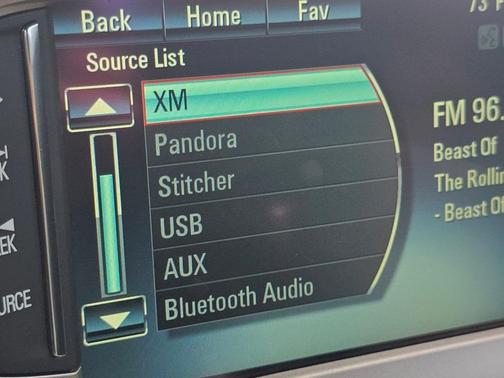 Back Home Fav
Source List
XM
Pandora
Stitcher
USB
AUX
Bluetooth Audio
FM 96.
Beast Of
The Rollin
- Beast Of